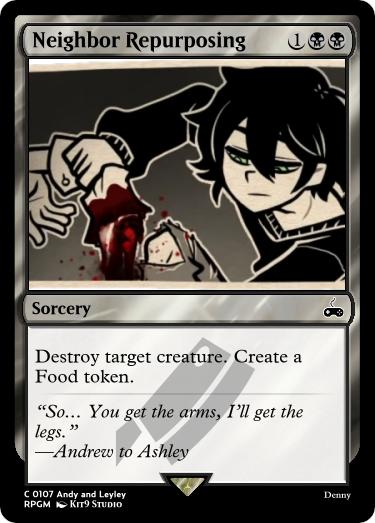 Neighbor Repurposing 1
Sorcery
Destroy target creature. Create a
Food token.
“So… You get the arms, I’ll get the
legs.”
—Andrew to Ashley
C 0107 Andy and Leyley
RPGM Kit9 Studio
Denny